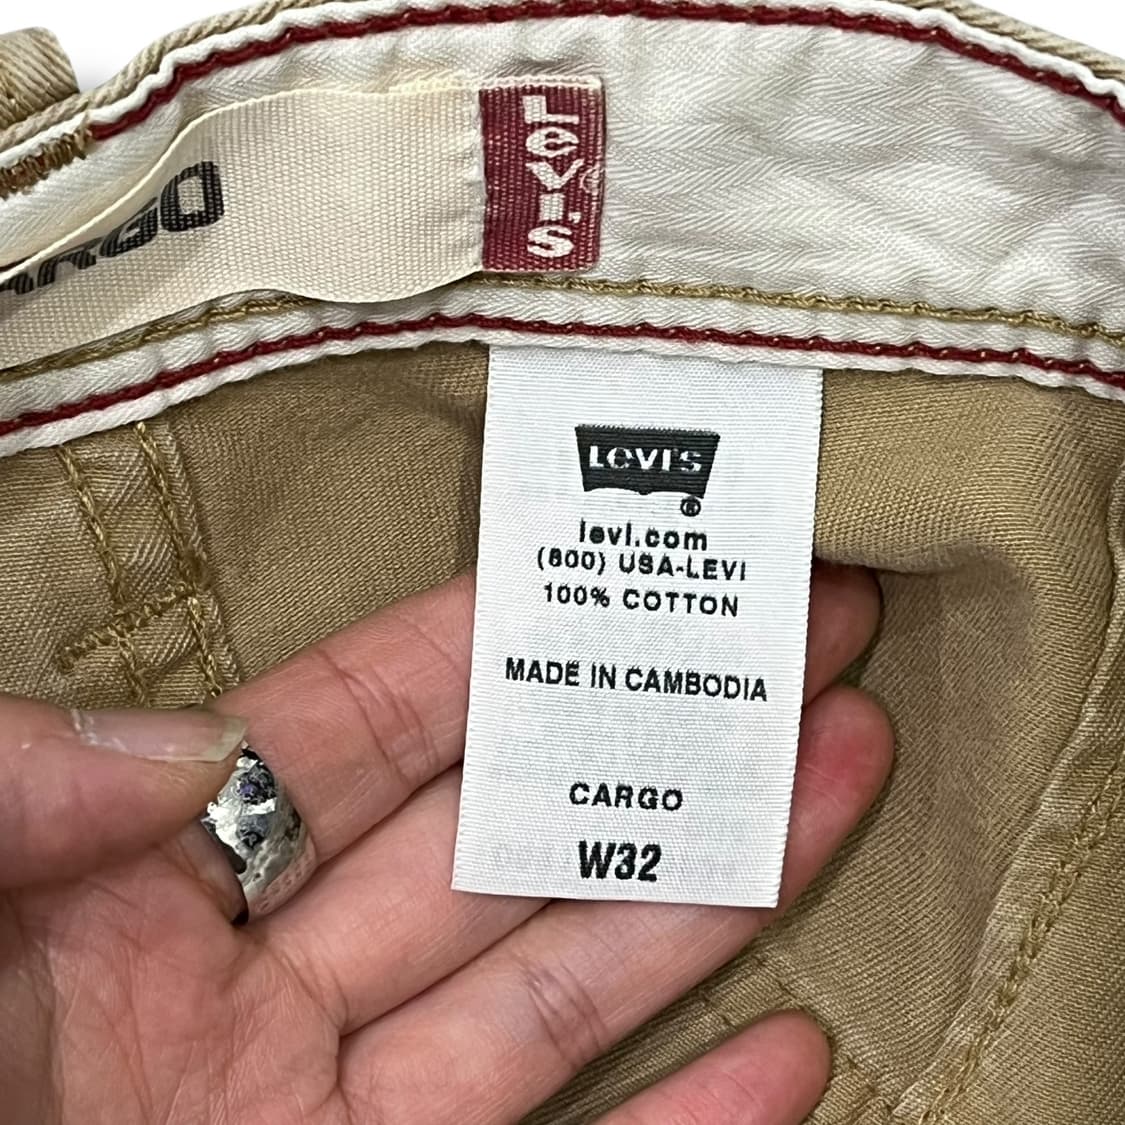 LEVI'S
LEVI'S
®
levi.com
(800) USA-LEVI
100% COTTON
MADE IN CAMBODIA
CARGO
W32